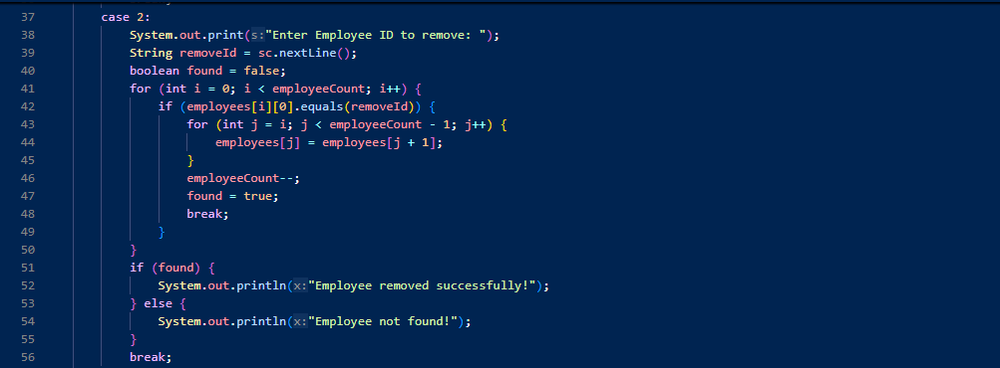 37 case 2:
38 System.out.print(s:"Enter Employee ID to remove: ");
39 String removeId = sc.nextLine();
40 boolean found = false;
41 for (int i = 0; i < employeeCount; i++) {
42 if (employees[i][0].equals(removeId)) {
43 for (int j = i; j < employeeCount - 1; j++) {
44 employees[j] = employees[j + 1];
45 }
46 employeeCount--;
47 found = true;
48 break;
49 }
50 }
51 if (found) {
52 System.out.println(x:"Employee removed successfully!");
53 } else {
54 System.out.println(x:"Employee not found!");
55 }
56 break;